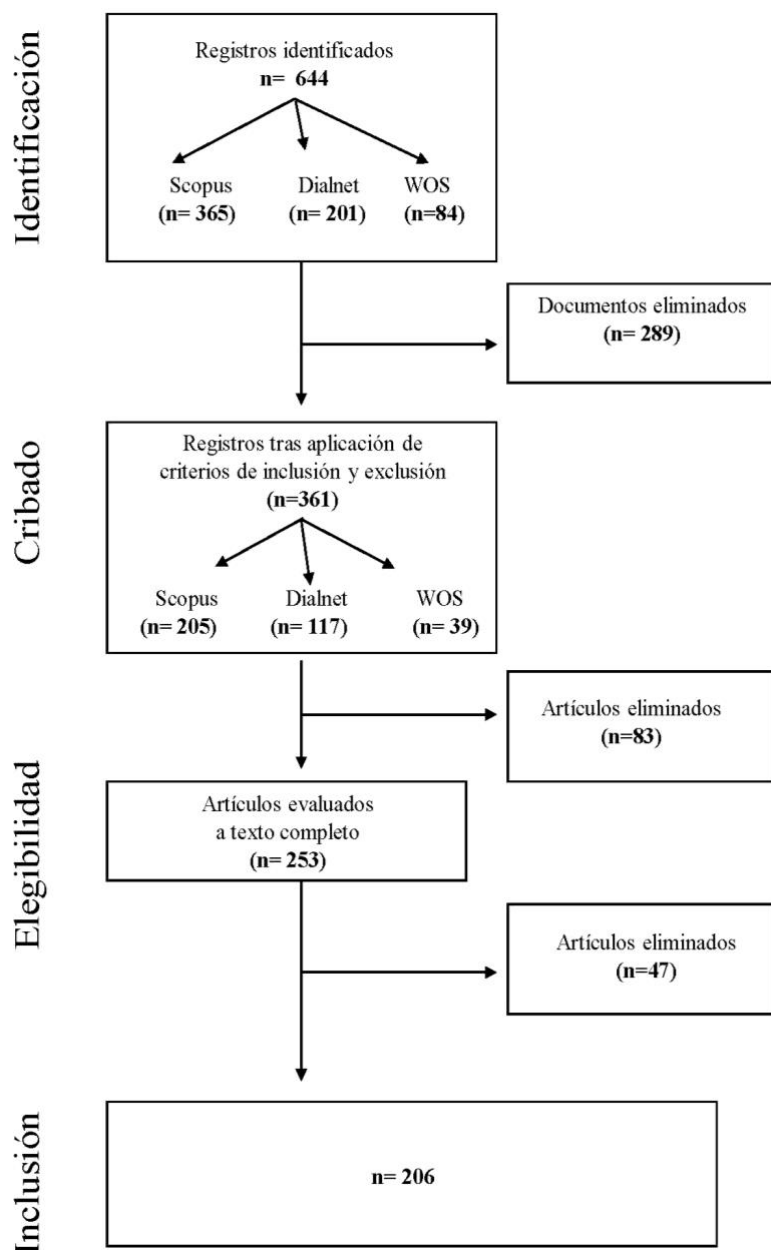 Identificación
Registros identificados
n= 644
Scopus
(n= 365)
Dialnet
(n= 201)
WOS
(n=84)
Documentos eliminados
(n= 289)
Cribado
Registros tras aplicación de
criterios de inclusión y exclusión
(n=361)
Scopus
(n= 205)
Dialnet
(n= 117)
WOS
(n= 39)
Artículos eliminados
(n=83)
Elegibilidad
Artículos evaluados
a texto completo
(n= 253)
Artículos eliminados
(n=47)
Inclusión
n= 206